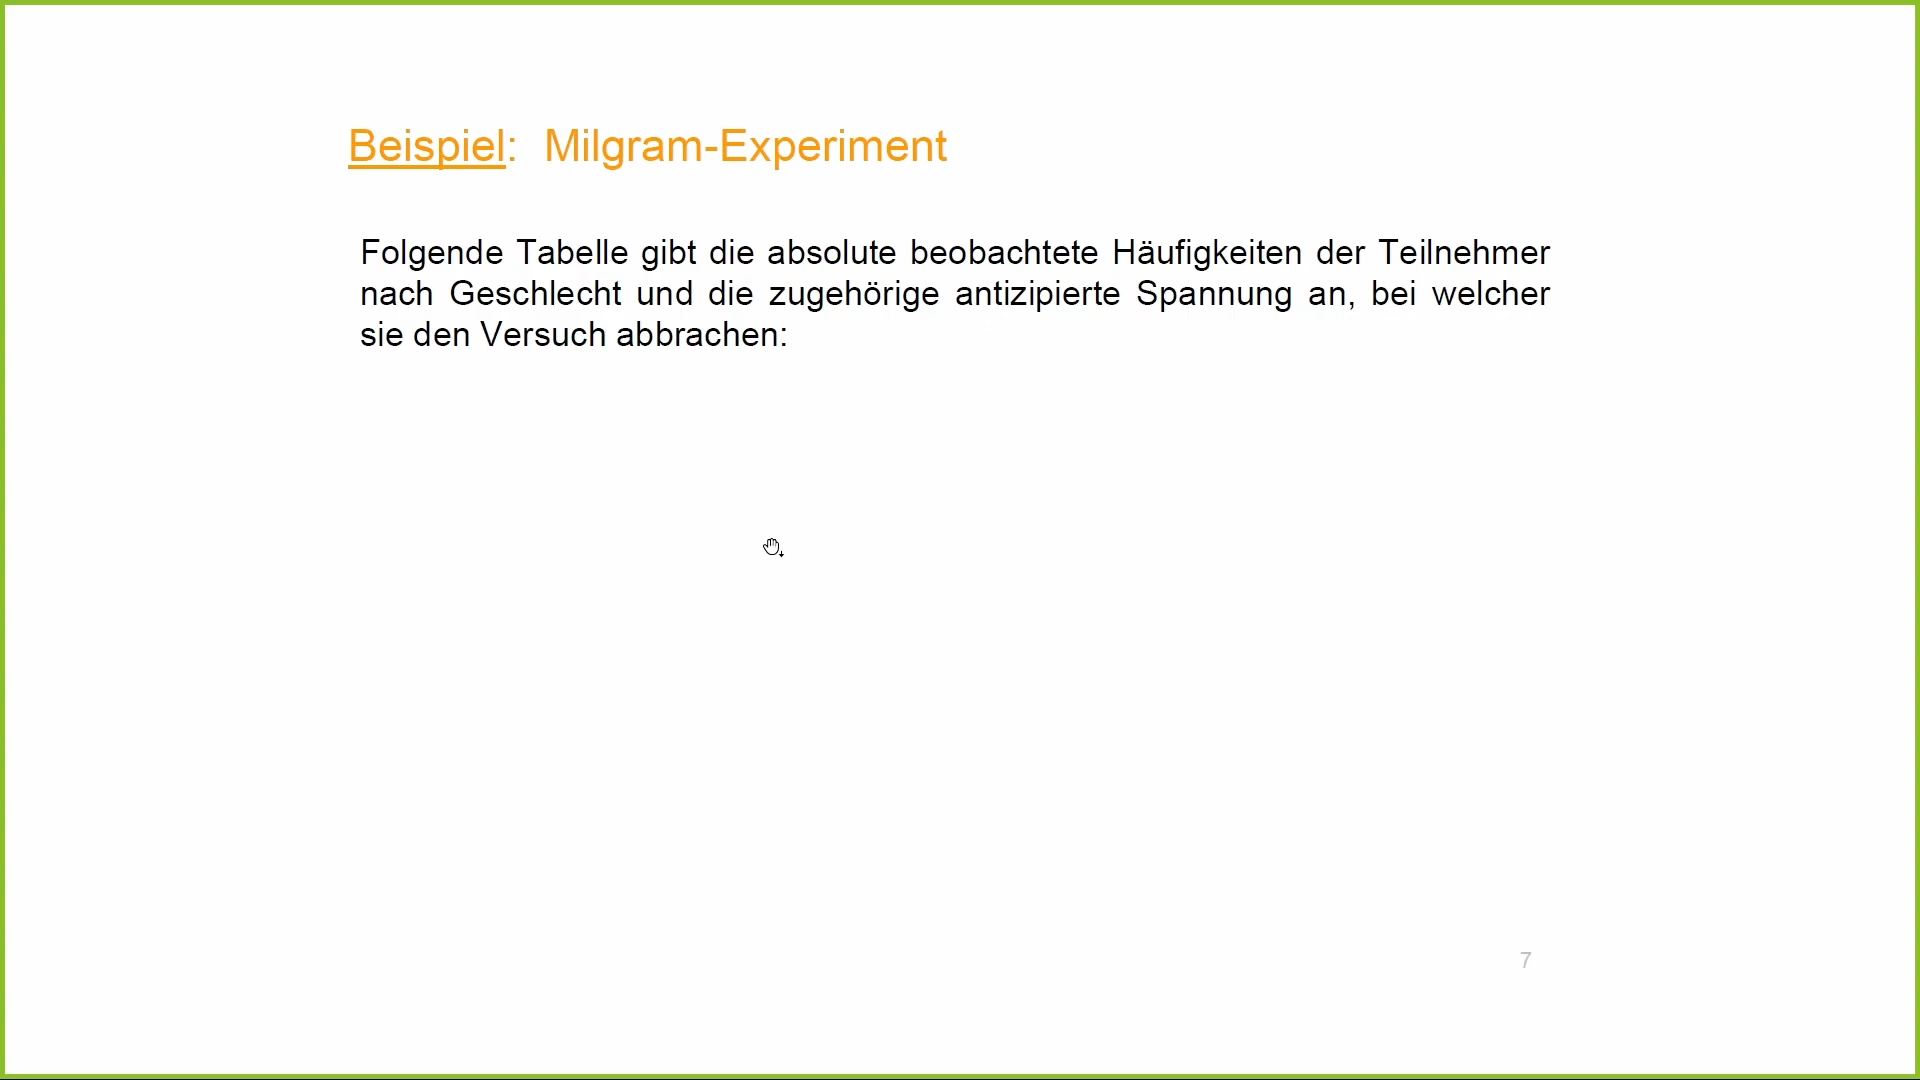 Beispiel: Milgram-Experiment
Folgende Tabelle gibt die absolute beobachtete Häufigkeiten der Teilnehmer
nach Geschlecht und die zugehörige antizipierte Spannung an, bei welcher
sie den Versuch abbrachen:
7